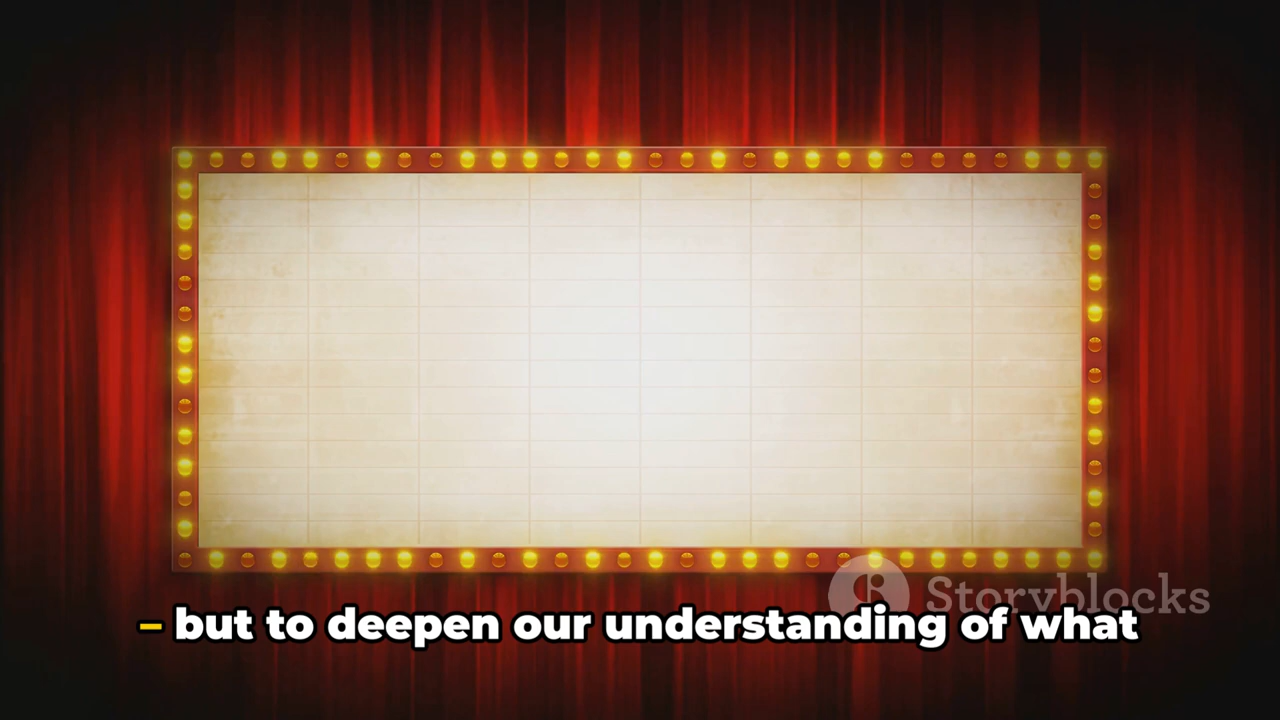 Storyblocks
– but to deepen our understanding of what